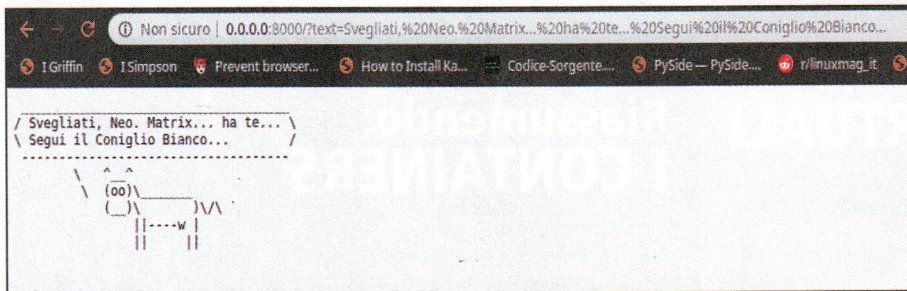 Non sicuro | 0.0.0.0:8000/?text=Svegliati,%20Neo.%20Matrix...%20ha%20te...%20Segui%20il%20Coniglio%20Bianco...
I Griffin I Simpson Prevent browser... How to Install Ka... Codice-Sorgente.... PySide — PySide.... r/linuxmag_it
/ Svegliati, Neo. Matrix... ha te... \
\ Segui il Coniglio Bianco... /
-----------------------------------
\ ^__^
\ (oo)\_______
(__)\ )\/\
||----w |
|| ||
Riassumendo:
I CONTAINERS